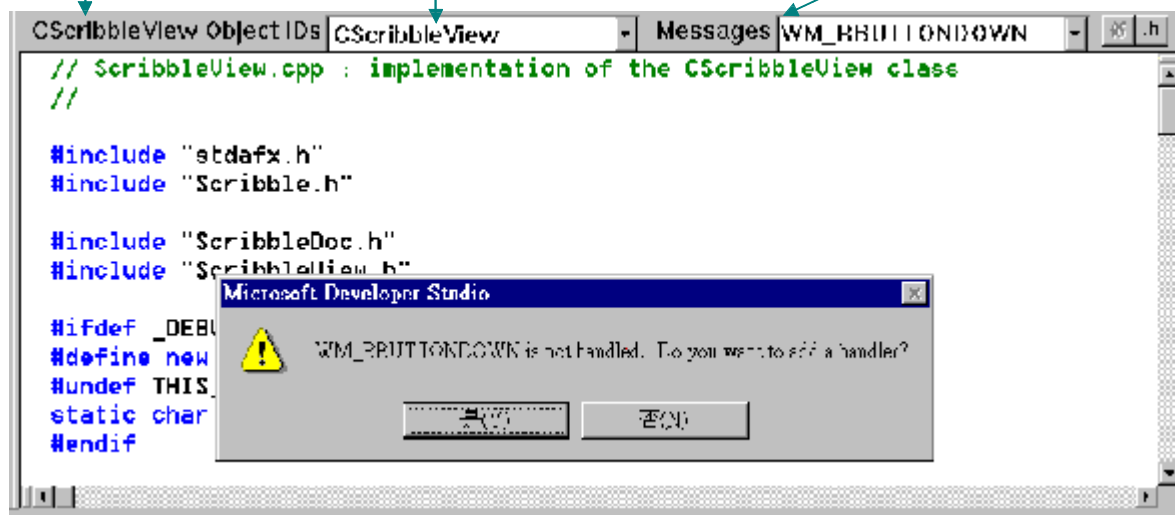 CScribbleView Object IDs CScribbleView Messages WM_RBUTTONDOWN .h
// ScribbleView.cpp : implementation of the CScribbleView class
//
#include "stdafx.h"
#include "Scribble.h"
#include "ScribbleDoc.h"
#include "ScribbleView.h"
Microsoft Developer Studio
#ifdef _DEBU
WM_RBUTTONDOWN is not handled. Do you want to add a handler?
#define new
#undef THIS_
static char
是(Y) 否(N)
#endif